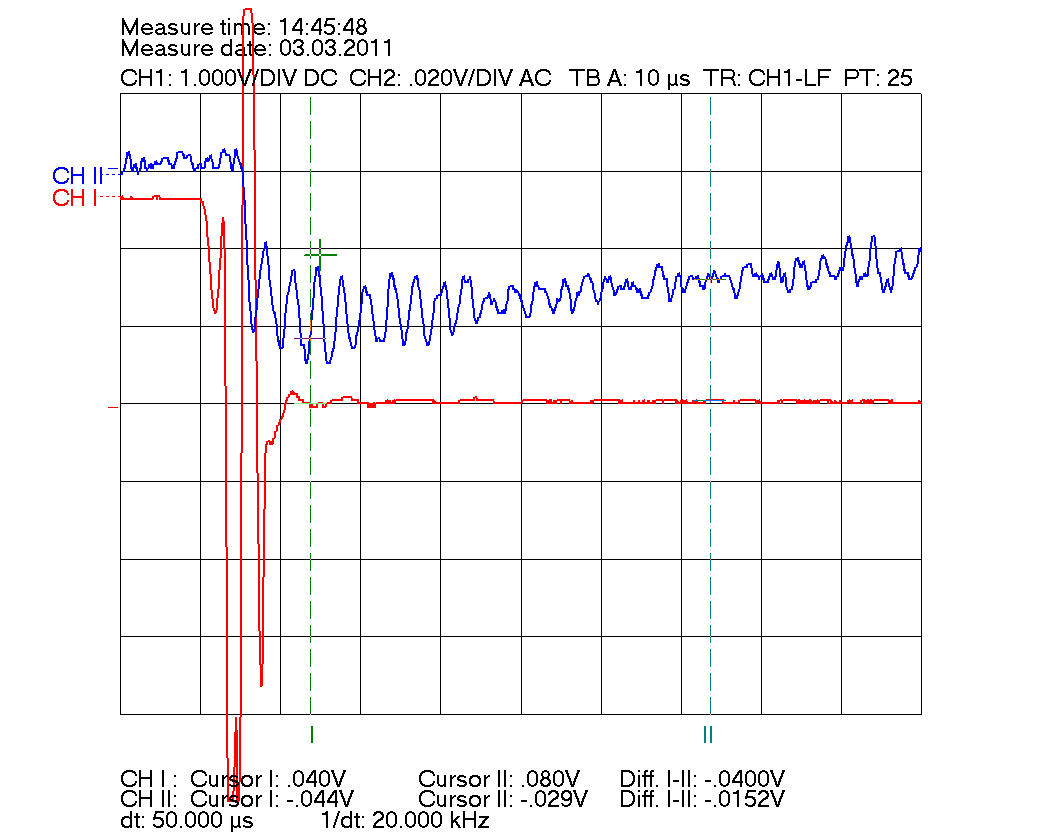 Measure time: 14:45:48
Measure date: 03.03.2011
CH1: 1.000V/DIV DC CH2: .020V/DIV AC TB A: 10 µs TR: CH1-LF PT: 25
CH II
CH I
I
II
CH I : Cursor I: .040V Cursor II: .080V Diff. I-II: -.0400V
CH II: Cursor I: -.044V Cursor II: -.029V Diff. I-II: -.0152V
dt: 50.000 µs 1/dt: 20.000 kHz